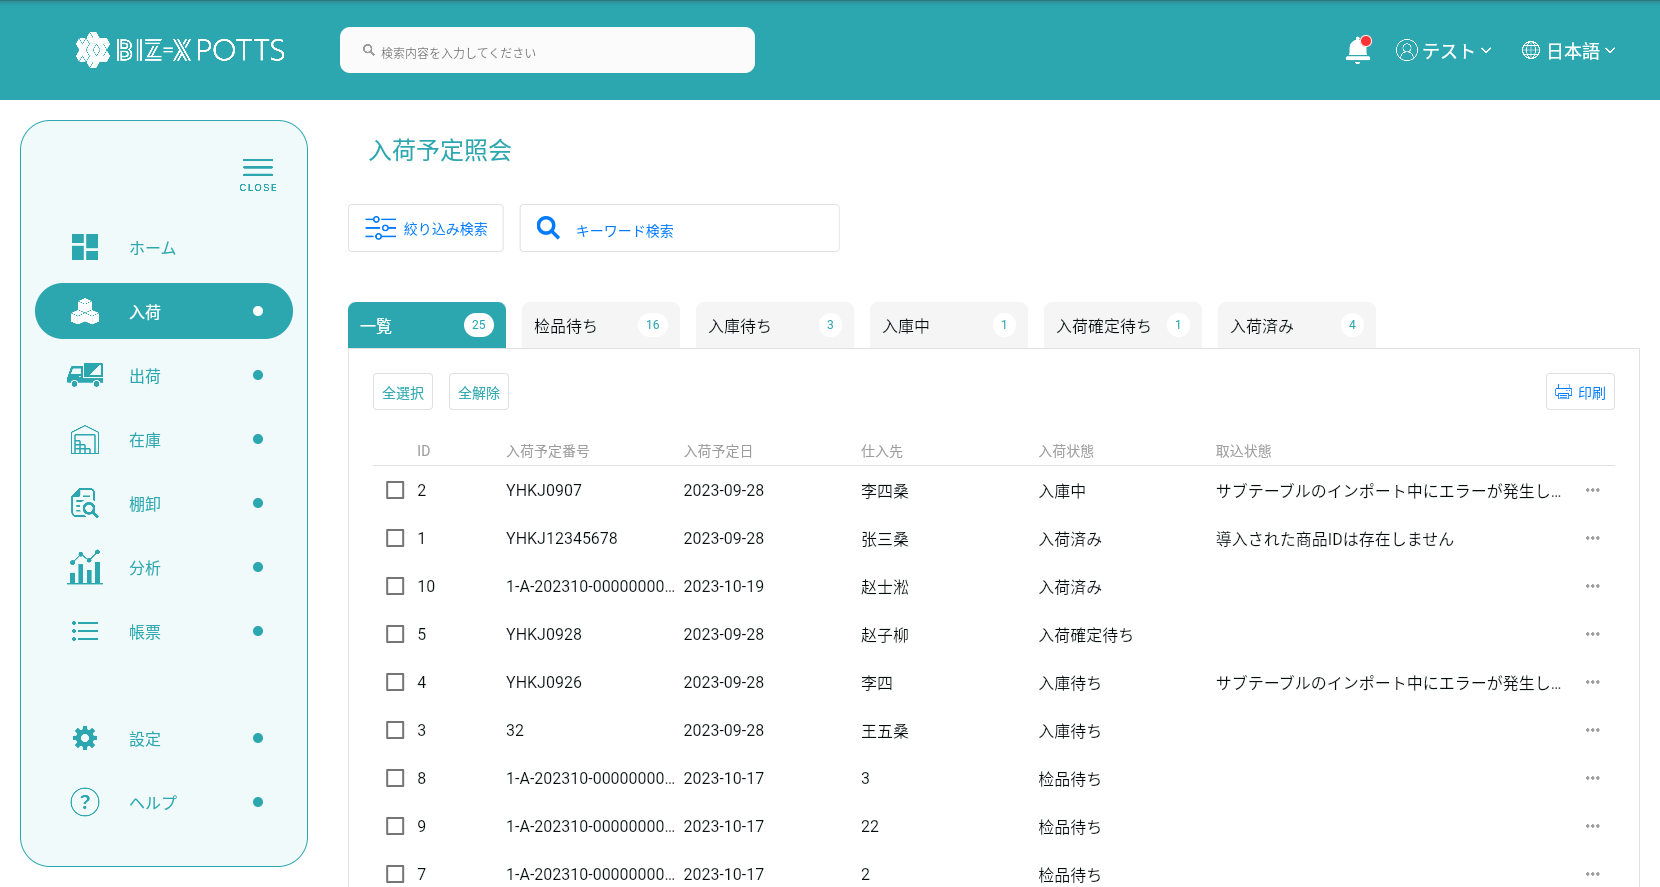 BIZ-X POTTS
検索内容を入力してください
テスト
日本語
CLOSE
ホーム
入荷
出荷
在庫
棚卸
分析
帳票
設定
? ヘルプ
入荷予定照会
絞り込み検索
キーワード検索
一覧 25 检品待ち 16 入庫待ち 3 入庫中 1 入荷確定待ち 1 入荷済み 4
全選択 全解除 印刷
ID 入荷予定番号 入荷予定日 仕入先 入荷状態 取込状態
2 YHKJ0907 2023-09-28 李四桑 入庫中 サブテーブルのインポート中にエラーが発生し...
1 YHKJ12345678 2023-09-28 张三桑 入荷済み 導入された商品IDは存在しません
10 1-A-202310-00000000... 2023-10-19 赵士淞 入荷済み
5 YHKJ0928 2023-09-28 赵子柳 入荷確定待ち
4 YHKJ0926 2023-09-28 李四 入庫待ち サブテーブルのインポート中にエラーが発生し...
3 32 2023-09-28 王五桑 入庫待ち
8 1-A-202310-00000000... 2023-10-17 3 检品待ち
9 1-A-202310-00000000... 2023-10-17 22 检品待ち
7 1-A-202310-00000000... 2023-10-17 2 检品待ち